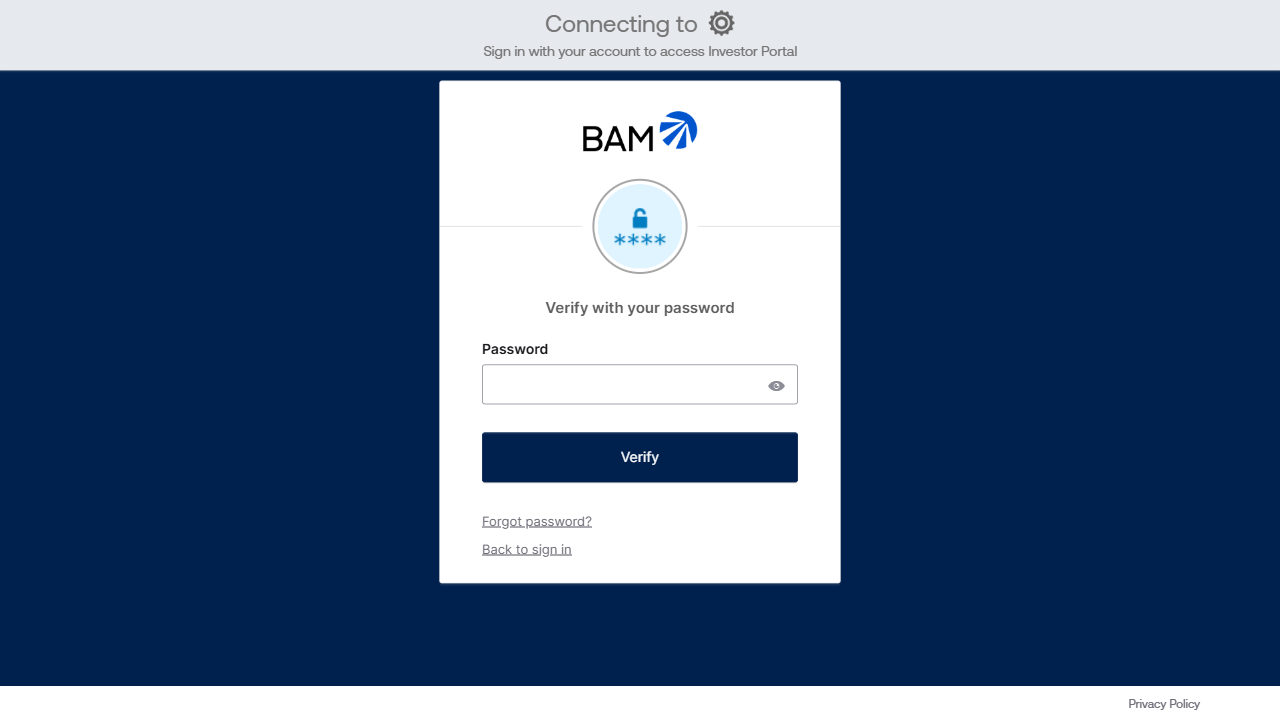 Connecting to
Sign in with your account to access Investor Portal
BAM
****
Verify with your password
Password
Verify
Forgot password?
Back to sign in
Privacy Policy